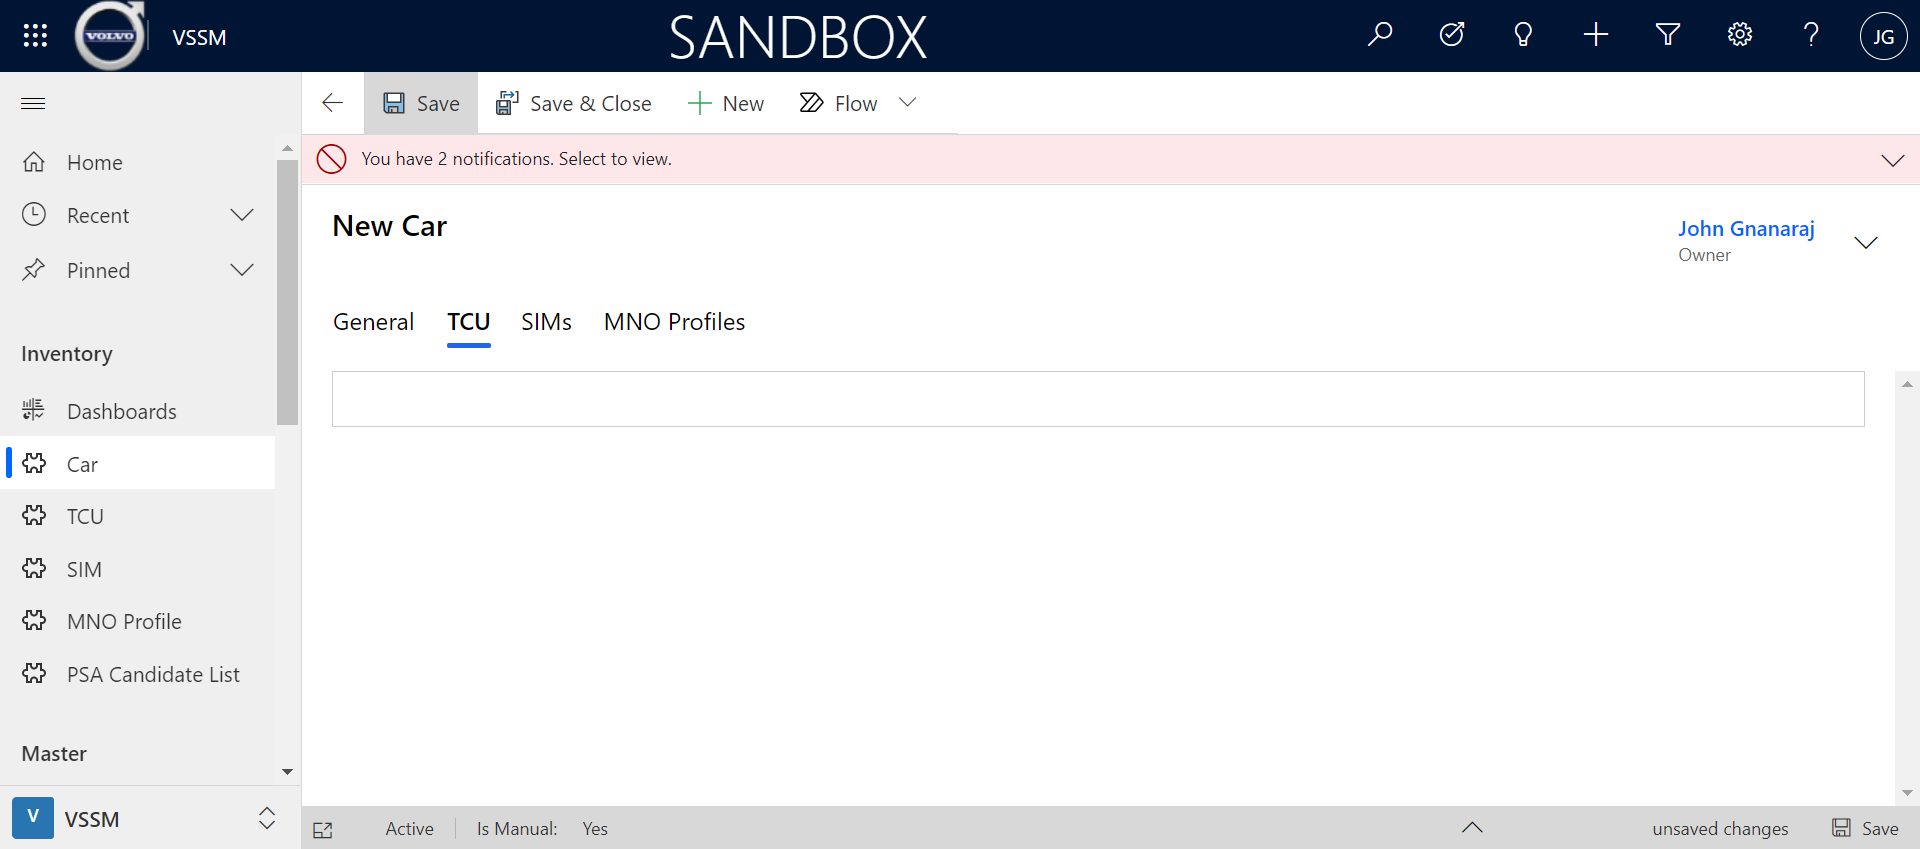 VOLVO
VSSM
SANDBOX
JG
Save
Save & Close
New
Flow
You have 2 notifications. Select to view.
Home
Recent
Pinned
Inventory
Dashboards
Car
TCU
SIM
MNO Profile
PSA Candidate List
Master
V
VSSM
New Car
John Gnanaraj
Owner
General
TCU
SIMs
MNO Profiles
Active
Is Manual: Yes
unsaved changes
Save